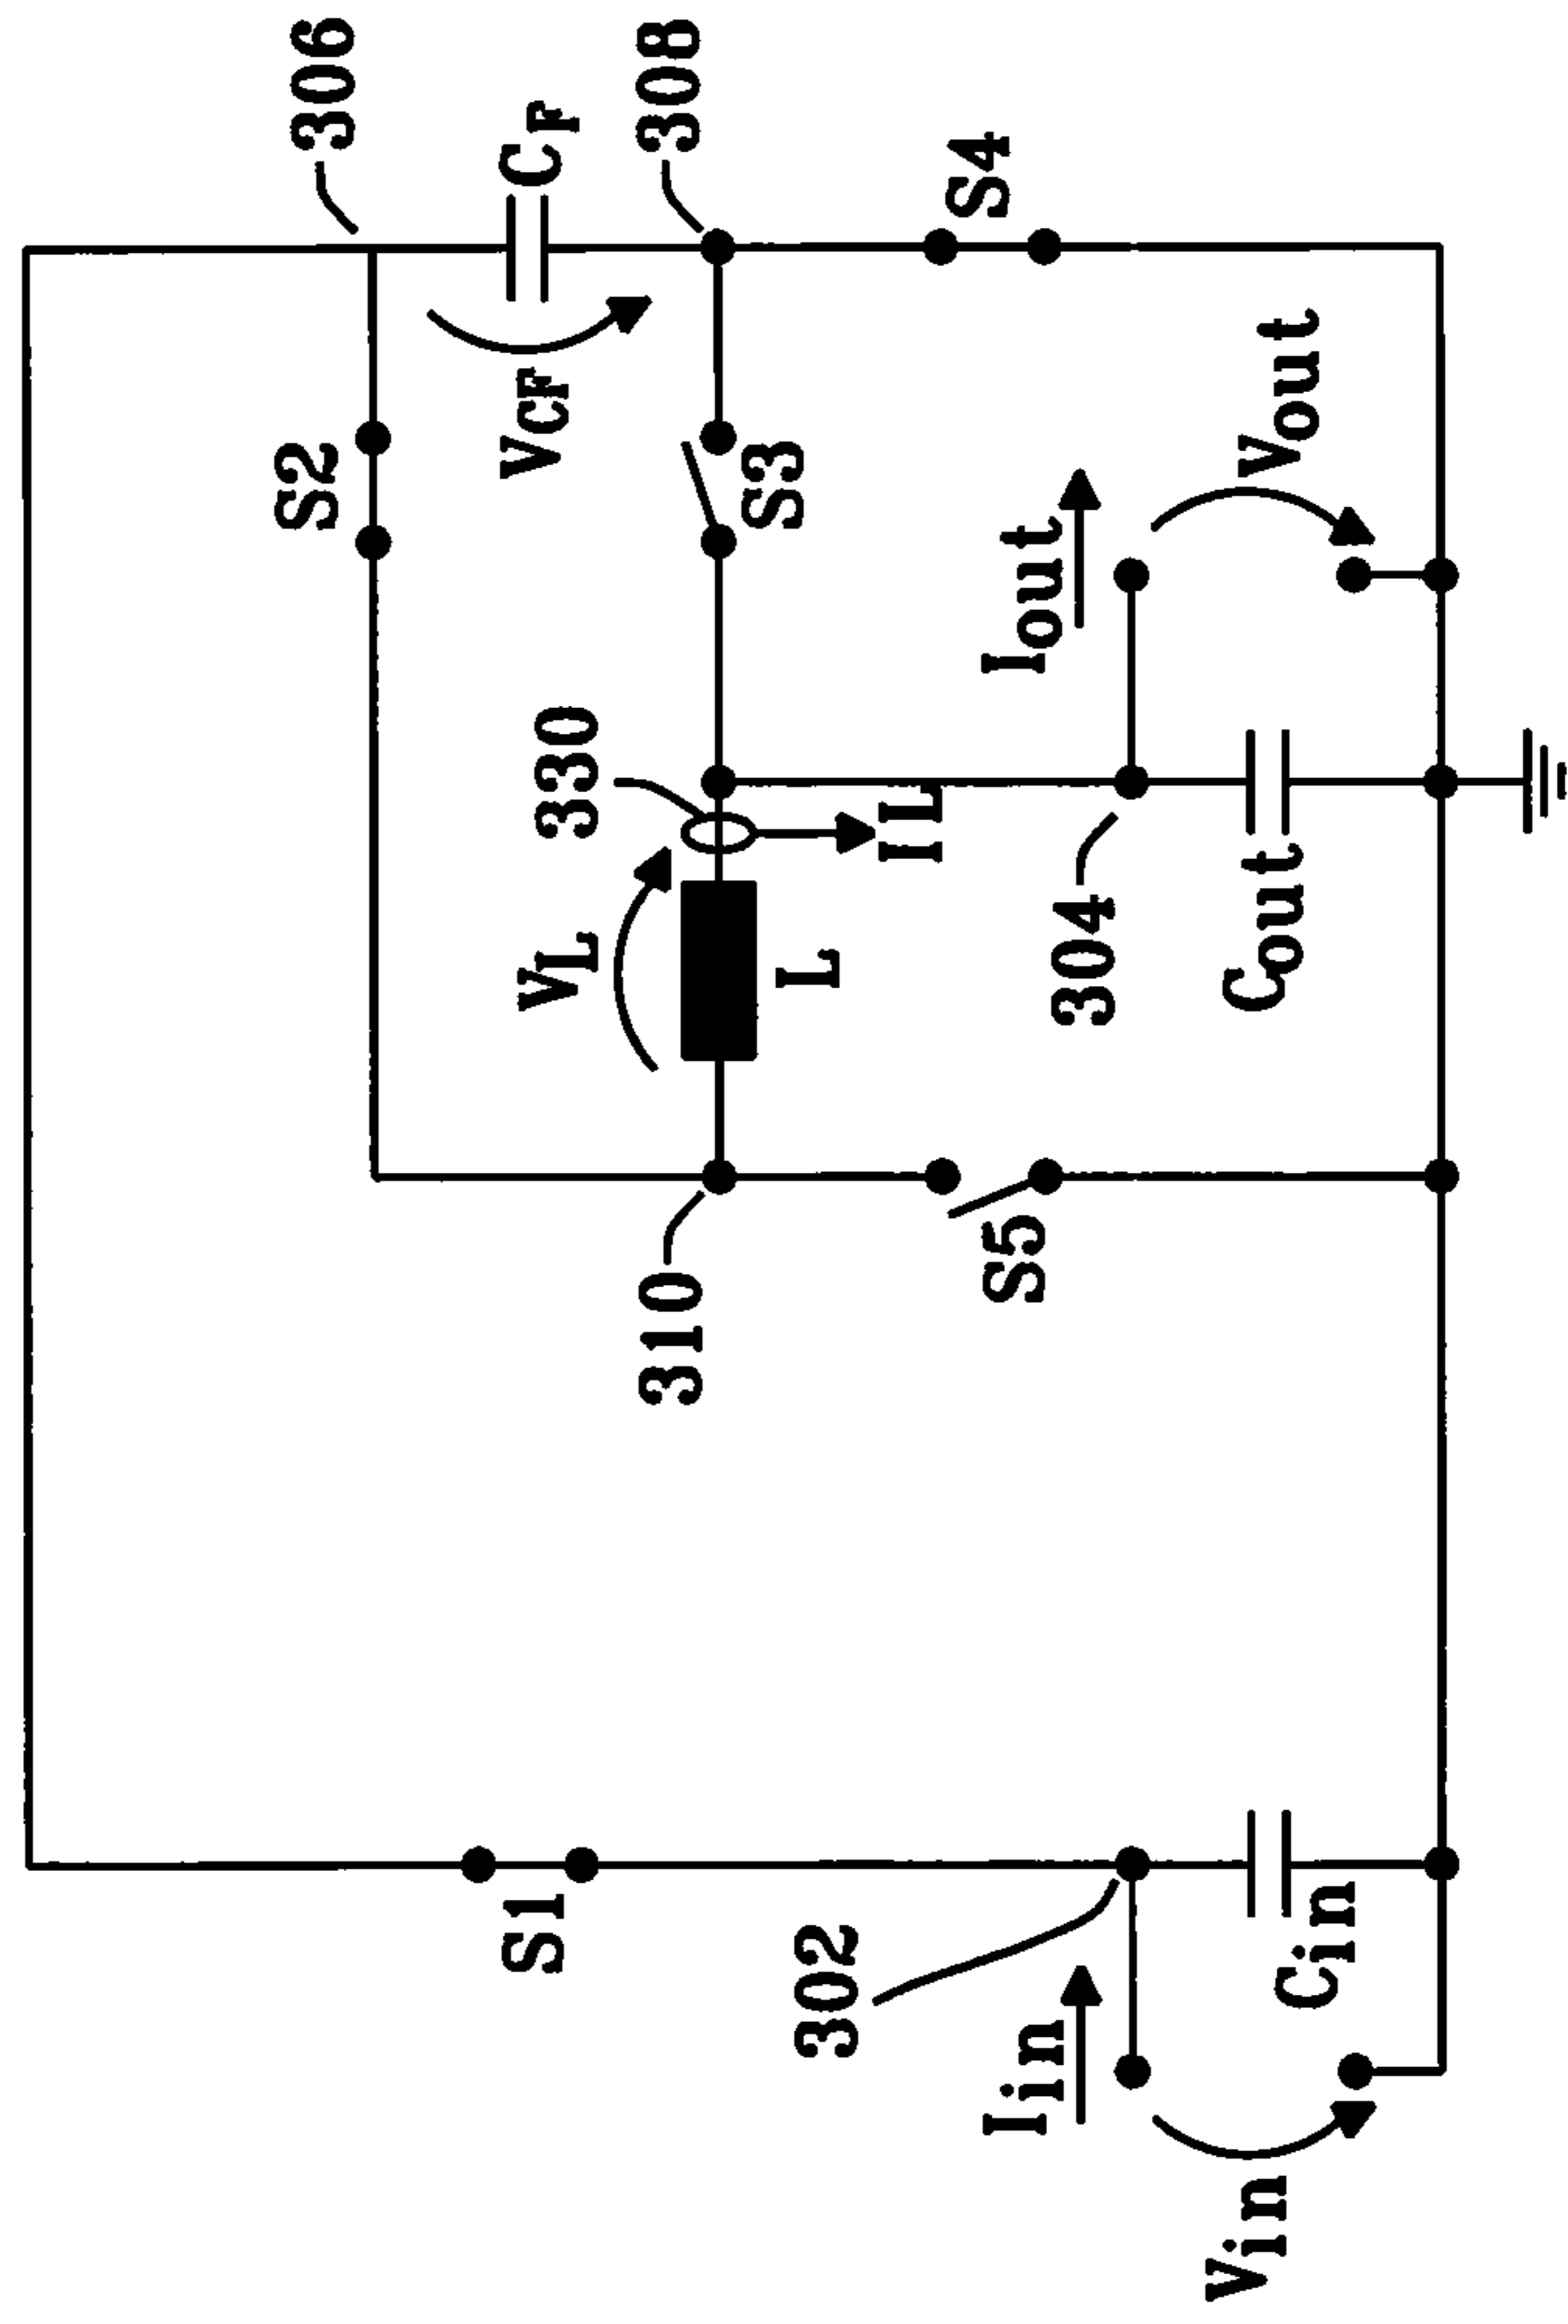 306
S2
CF
VCF
308
330
VL
S3
L
IL
310
S1
S4
304
Iout
S5
302
Iin
Vout
Cout
Cin
Vin